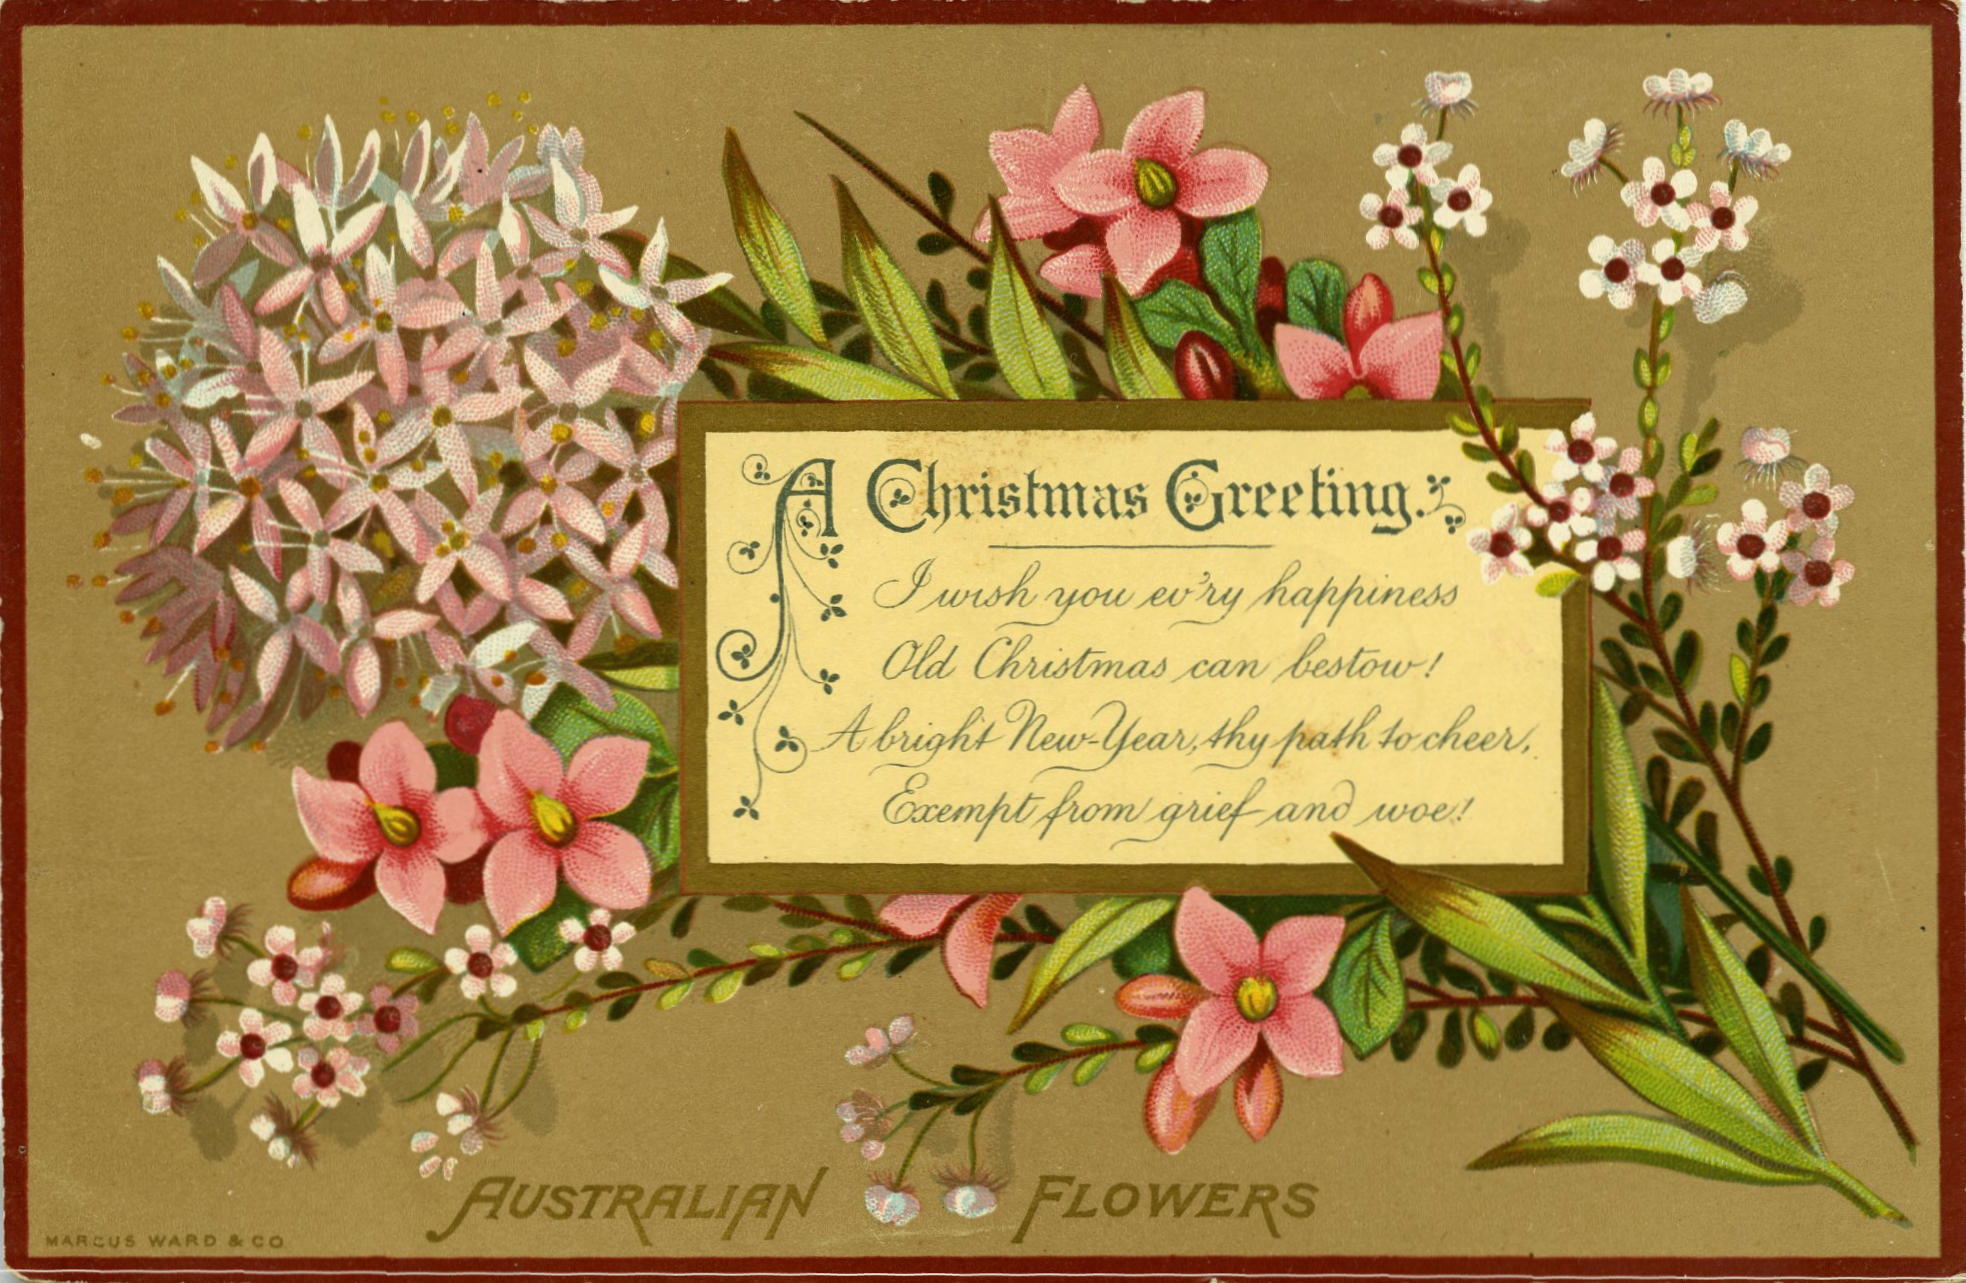 A Christmas Greeting.
I wish you ev'ry happiness
Old Christmas can bestow!
A bright New-Year, thy path to cheer,
Exempt from grief and woe!
AUSTRALIAN FLOWERS
MARCUS WARD & CO